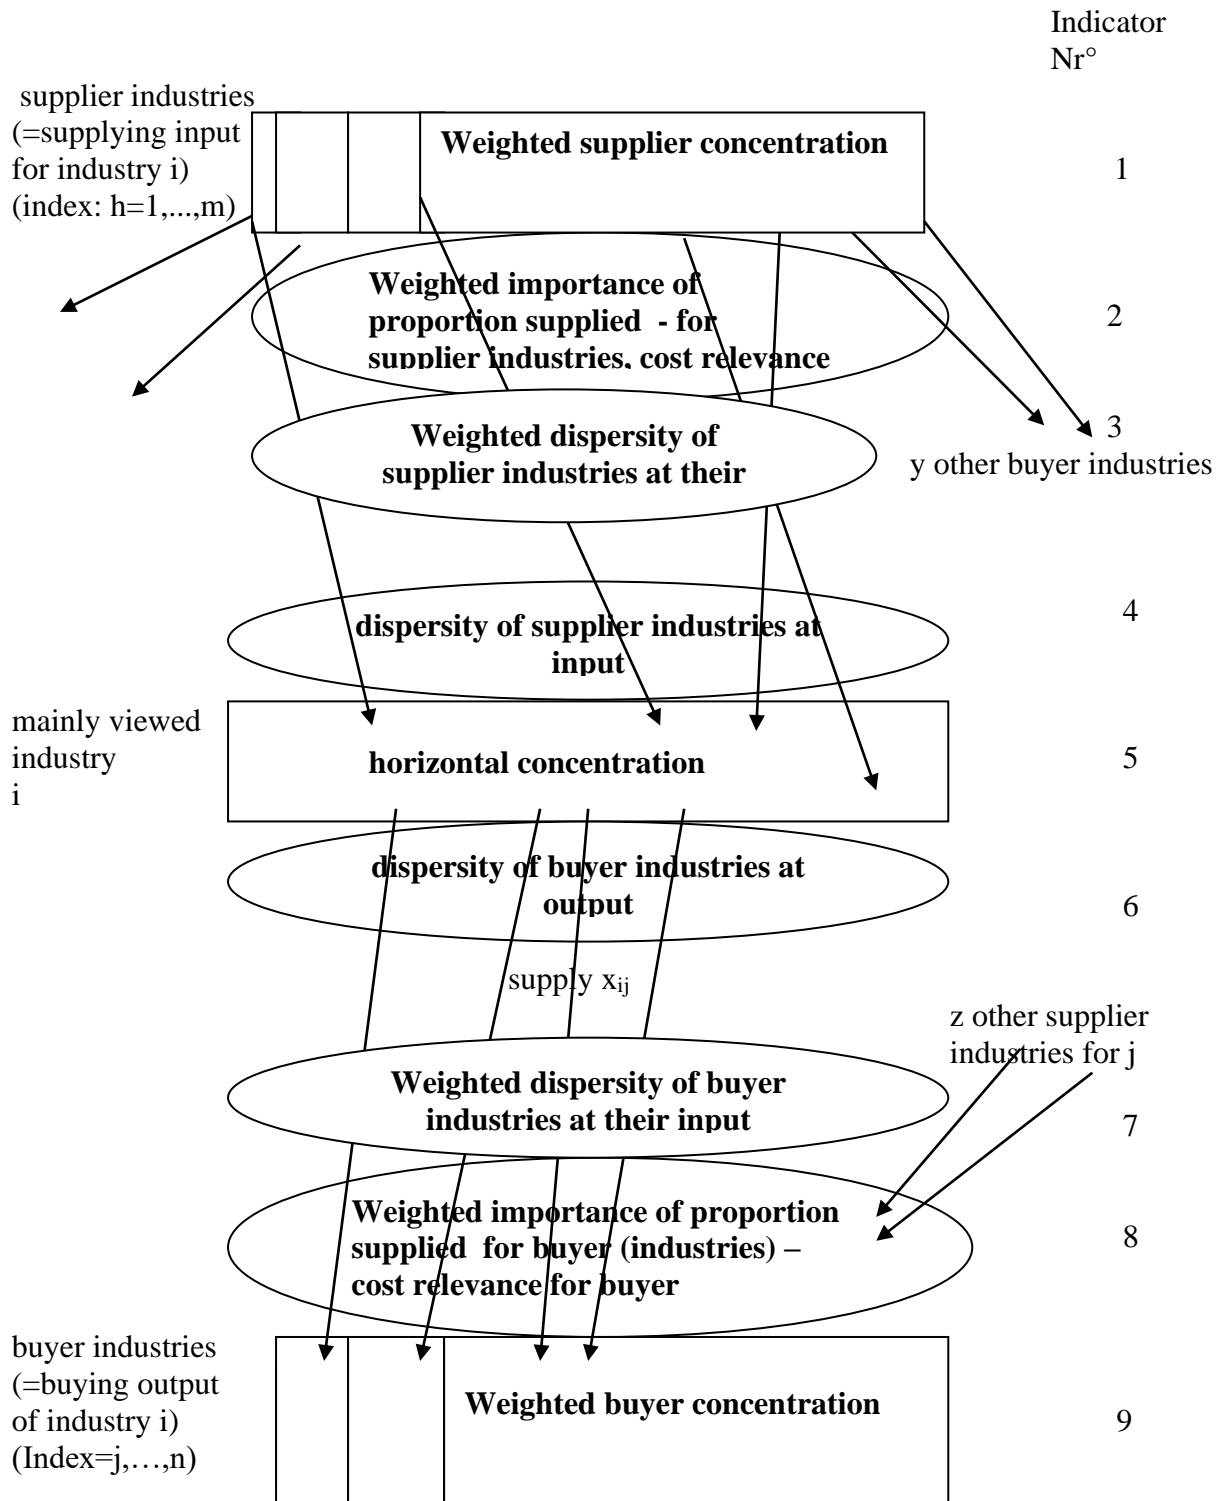 Indicator
Nr°
supplier industries
(=supplying input
for industry i)
(index: h=1,...,m)
Weighted supplier concentration
1
Weighted importance of
proportion supplied - for
supplier industries, cost relevance
2
Weighted dispersity of
supplier industries at their
3
y other buyer industries
dispersity of supplier industries at
input
4
mainly viewed
industry
i
horizontal concentration
5
dispersity of buyer industries at
output
6
supply xij
z other supplier
industries for j
Weighted dispersity of buyer
industries at their input
7
Weighted importance of proportion
supplied for buyer (industries) –
cost relevance for buyer
8
buyer industries
(=buying output
of industry i)
(Index=j,…,n)
Weighted buyer concentration
9